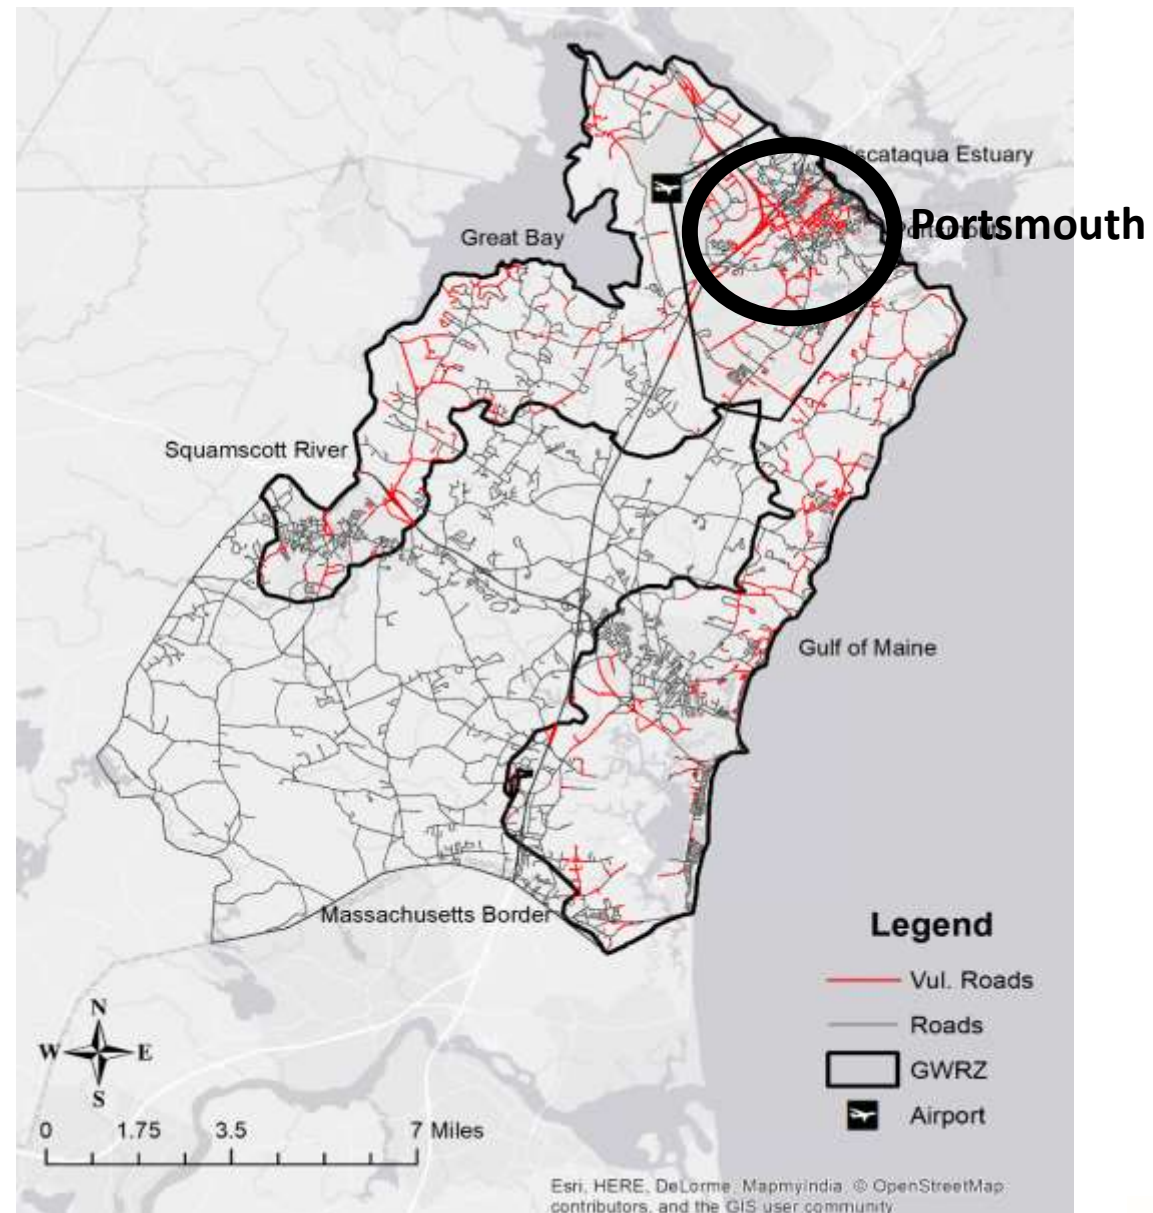 scataqua Estuary
Portsmouth
Great Bay
Squamscott River
Gulf of Maine
Massachusetts Border
Legend
Vul. Roads
Roads
GWRZ
Airport
N
W E
S
0 1.75 3.5 7 Miles
Esri, HERE, DeLorme, MapmyIndia, © OpenStreetMap
contributors, and the GIS user community